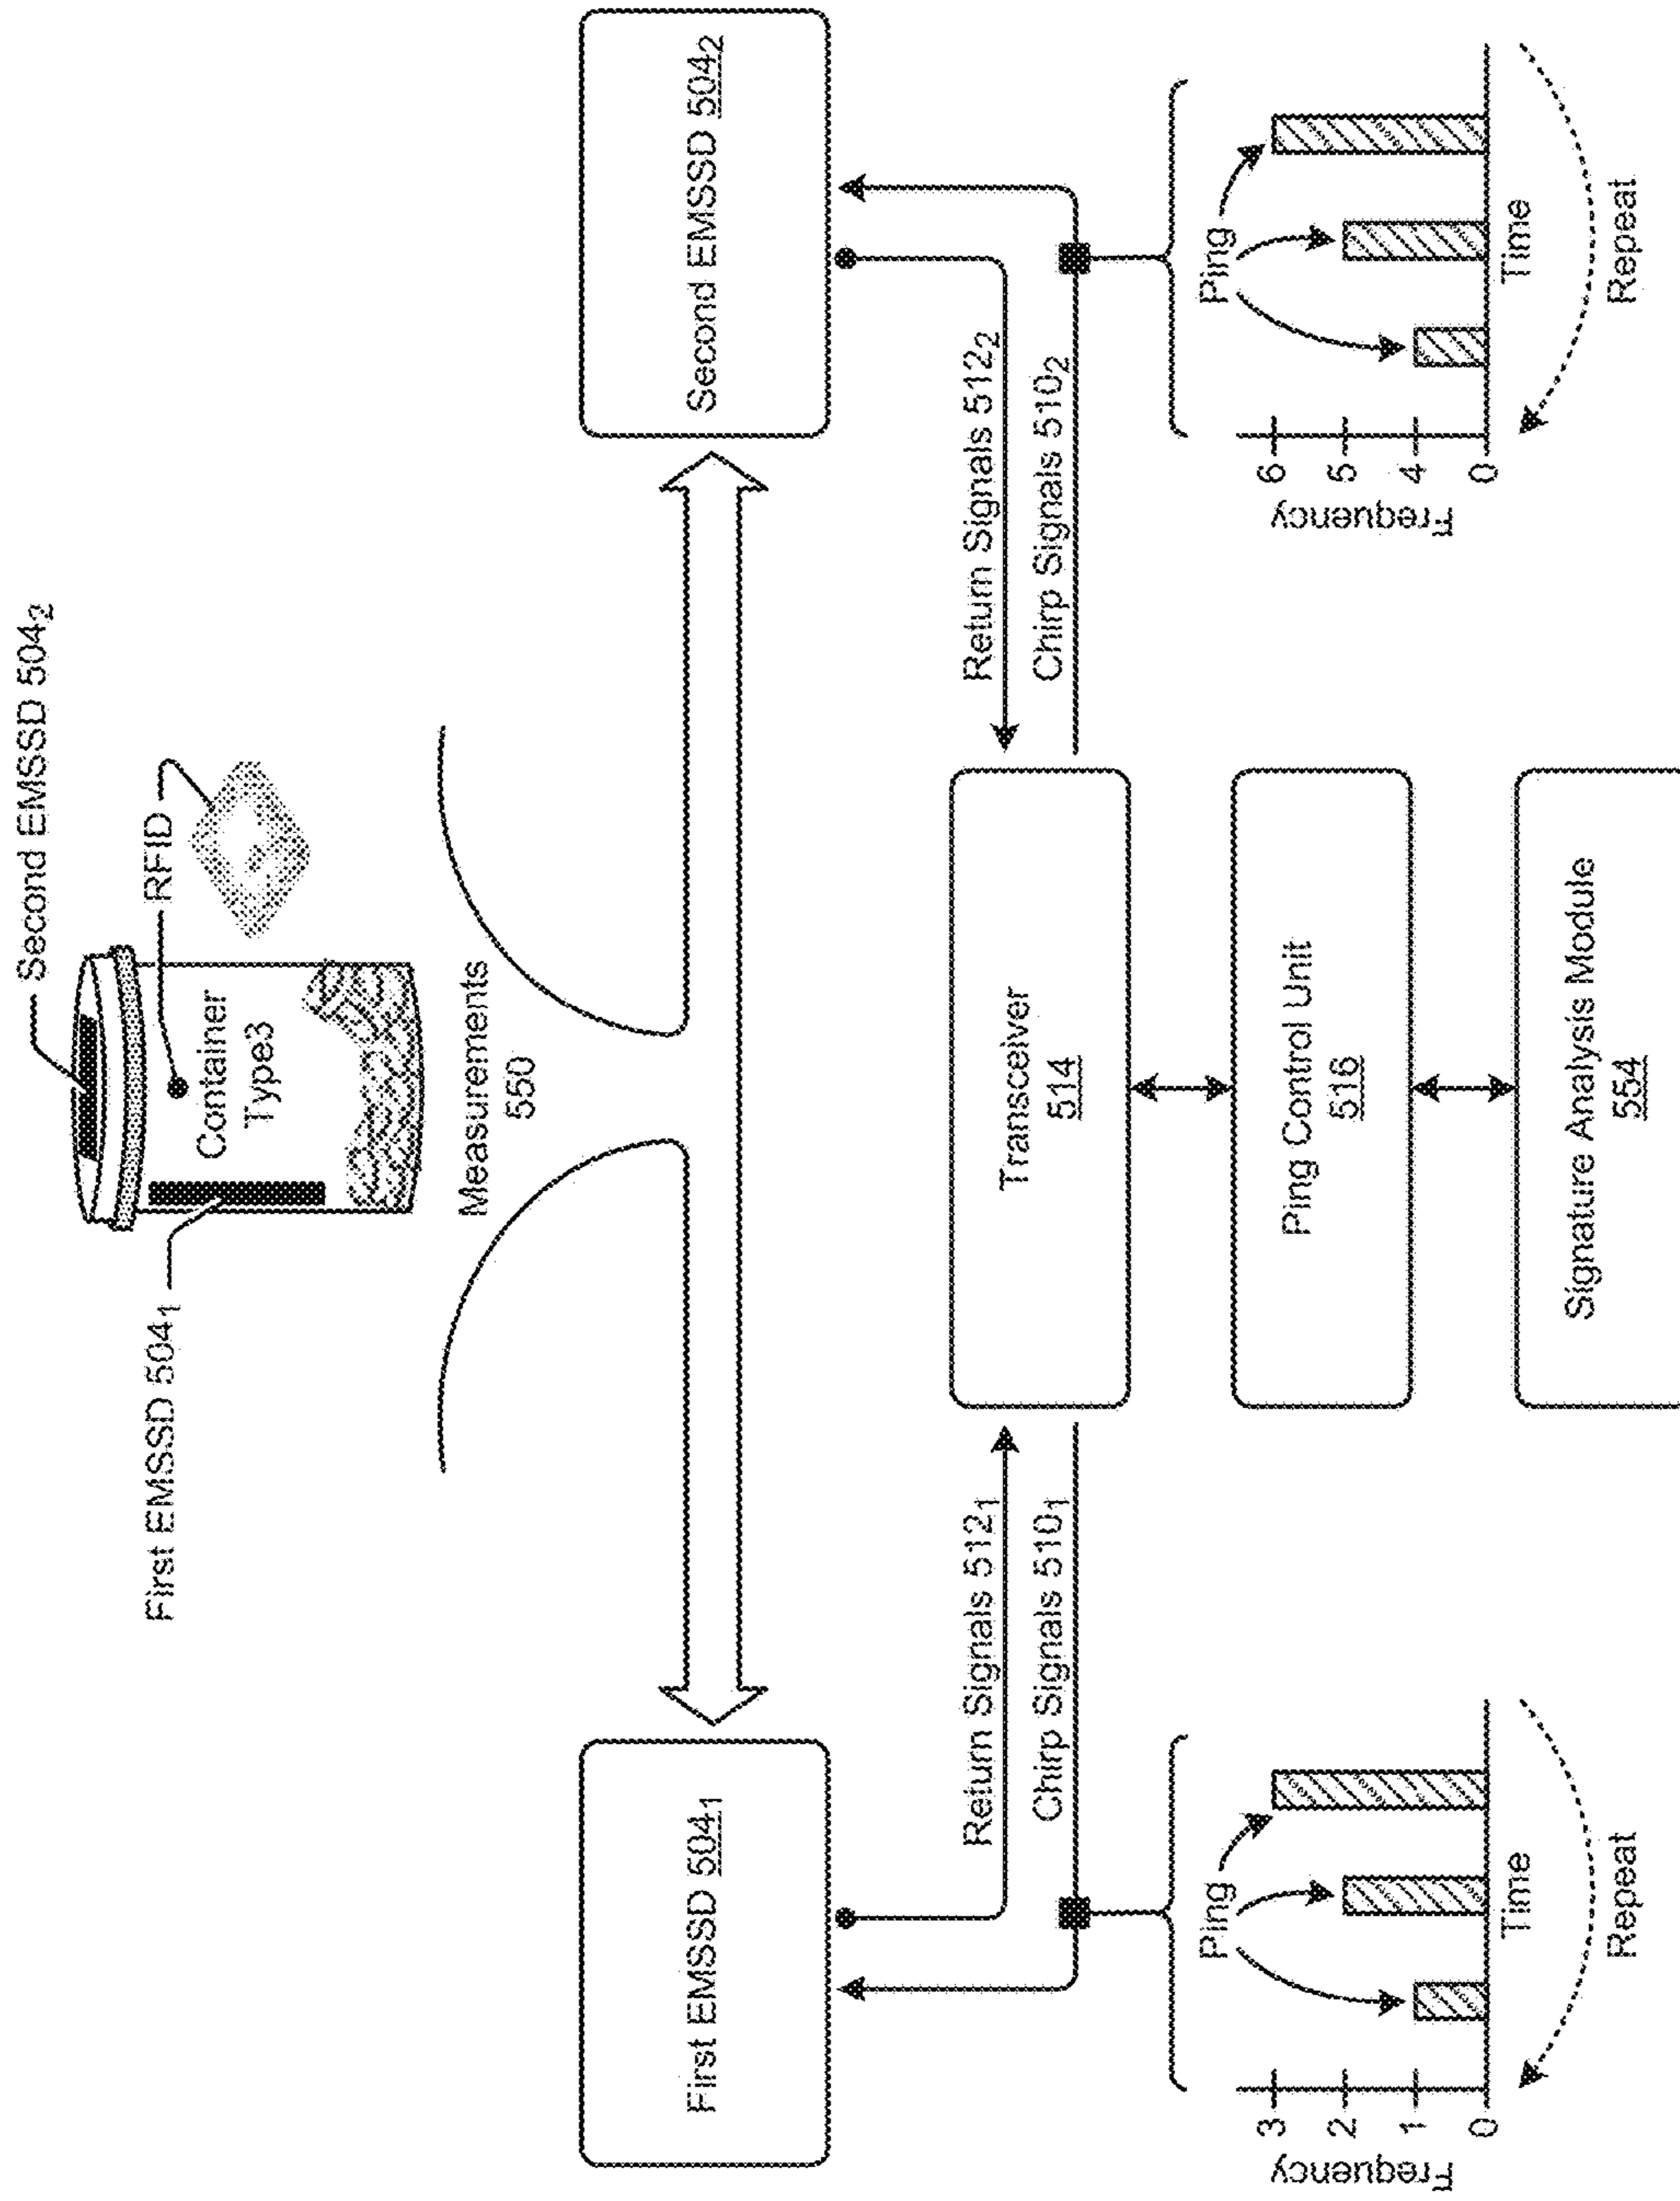 Second EMSSD 504₂
First EMSSD 504₁
RFID
Container
Type3
Measurements
550
First EMSSD 504₁
Second EMSSD 504₂
Return Signals 512₁
Chirp Signals 510₁
Return Signals 512₂
Chirp Signals 510₂
Transceiver
514
Ping Control Unit
516
Signature Analysis Module
554
Frequency
3
2
1
0
Ping
Time
Repeat
Frequency
6
5
4
0
Ping
Time
Repeat